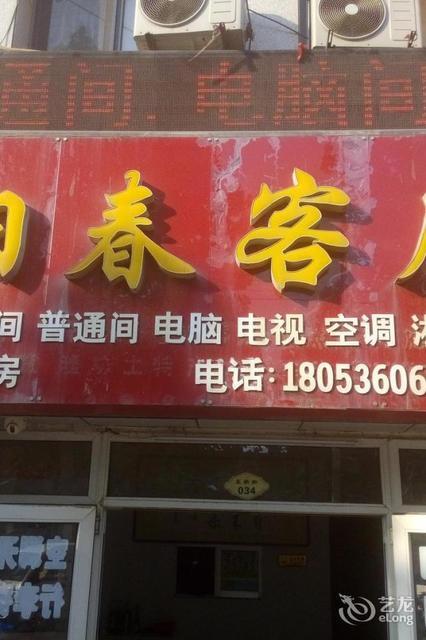 通间.电脑间
春客
间 普通间 电脑 电视 空调
房 电话: 18053606
034
艺龙
eLong